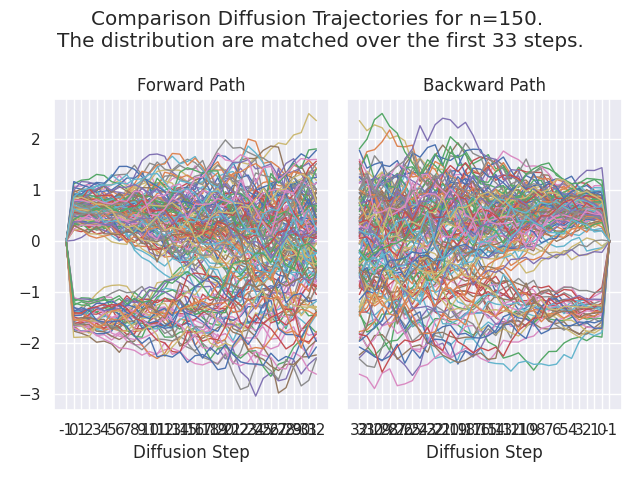 Comparison Diffusion Trajectories for n=150.
The distribution are matched over the first 33 steps.
Forward Path
Backward Path
2
1
0
−1
−2
−3
Diffusion Step
Diffusion Step